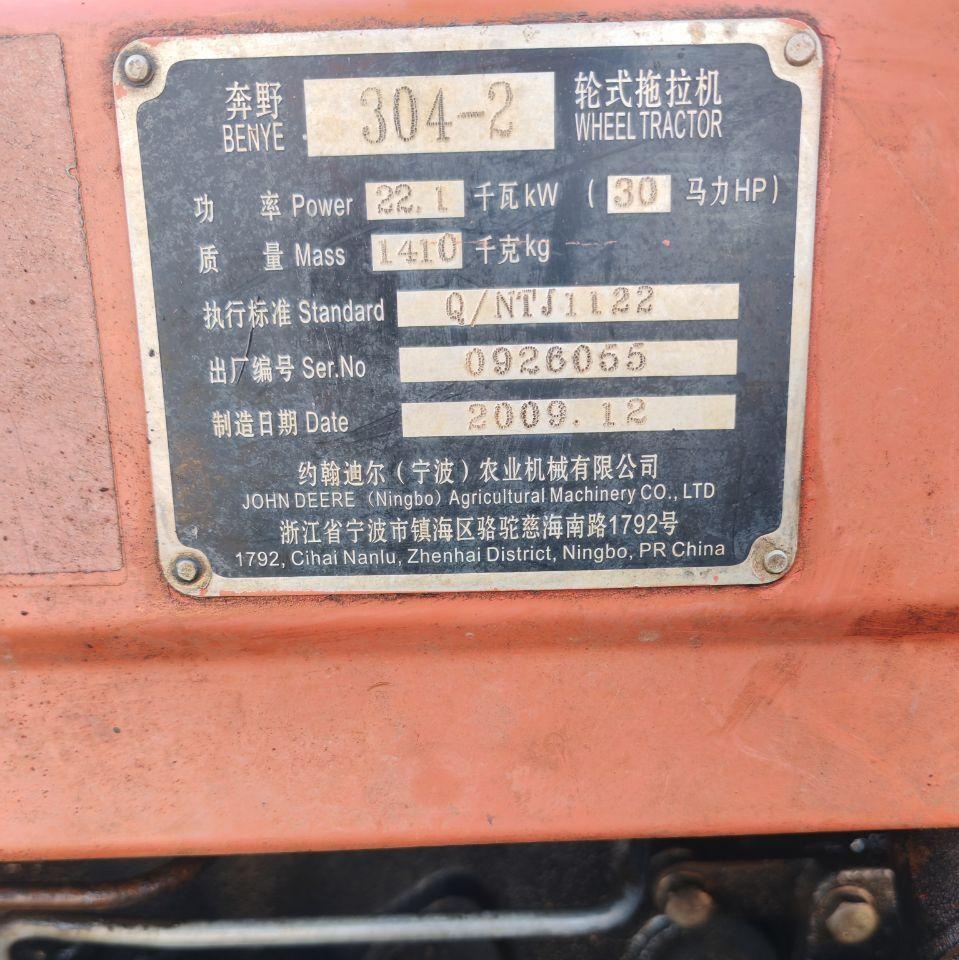 奔野 304-2 轮式拖拉机
BENYE WHEEL TRACTOR
功 率 Power 22.1 千瓦 kW ( 30 马力 HP )
质 量 Mass 1410 千克 kg
执行标准 Standard Q/NTJ1122
出厂编号 Ser.No 0926055
制造日期 Date 2009.12
约翰迪尔（宁波）农业机械有限公司
JOHN DEERE (Ningbo) Agricultural Machinery CO., LTD
浙江省宁波市镇海区骆驼慈海南路1792号
1792, Cihai Nanlu, Zhenhai District, Ningbo, PR China